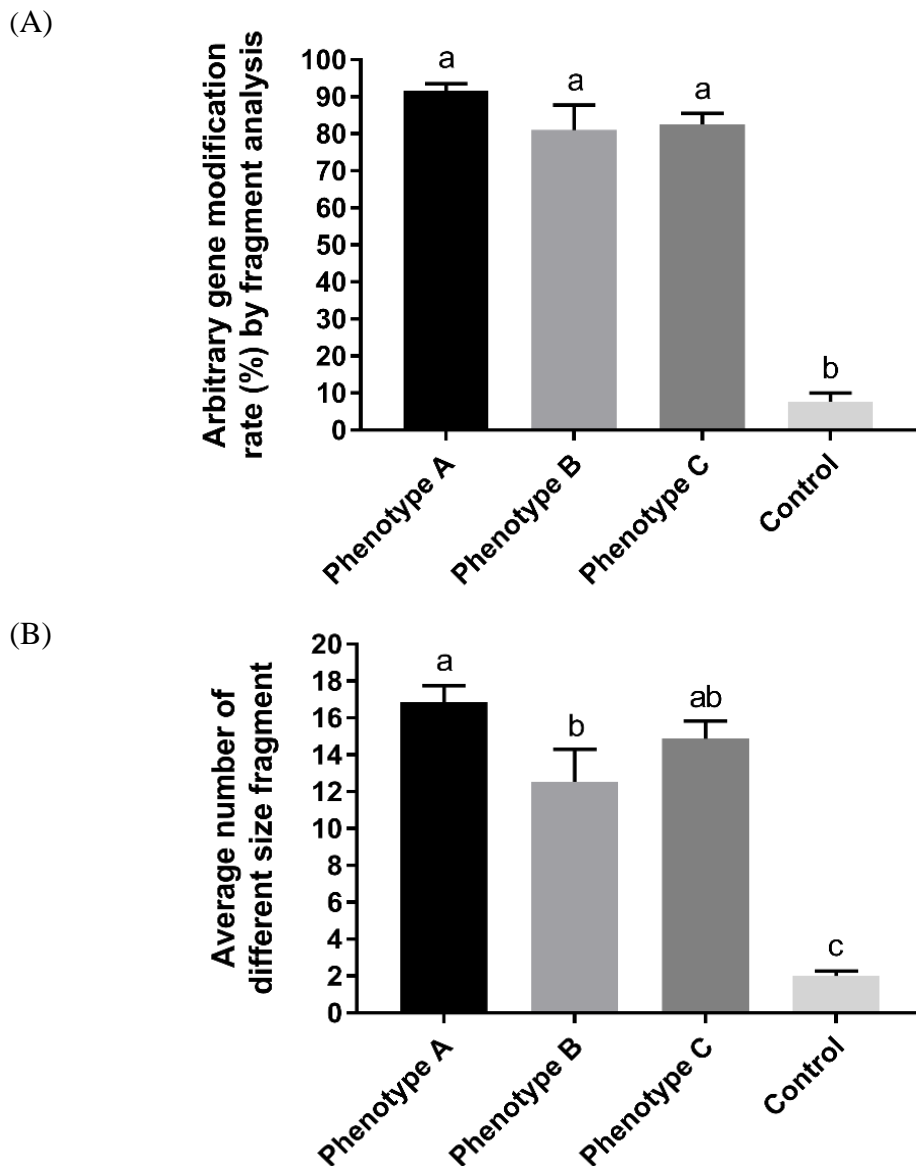 (A)
Arbitrary gene modification
rate (%) by fragment analysis
100
90
80
70
60
50
40
30
20
10
0
a
a
a
b
Phenotype A
Phenotype B
Phenotype C
Control
(B)
Average number of
different size fragment
20
18
16
14
12
10
8
6
4
2
0
a
b
ab
c
Phenotype A
Phenotype B
Phenotype C
Control